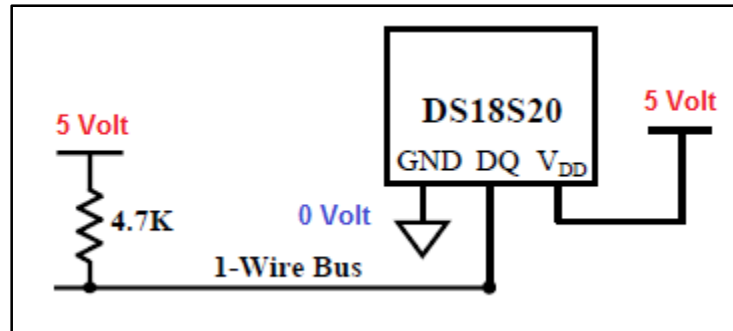 DS18S20
5 Volt
5 Volt
GND DQ VDD
0 Volt
4.7K
1-Wire Bus